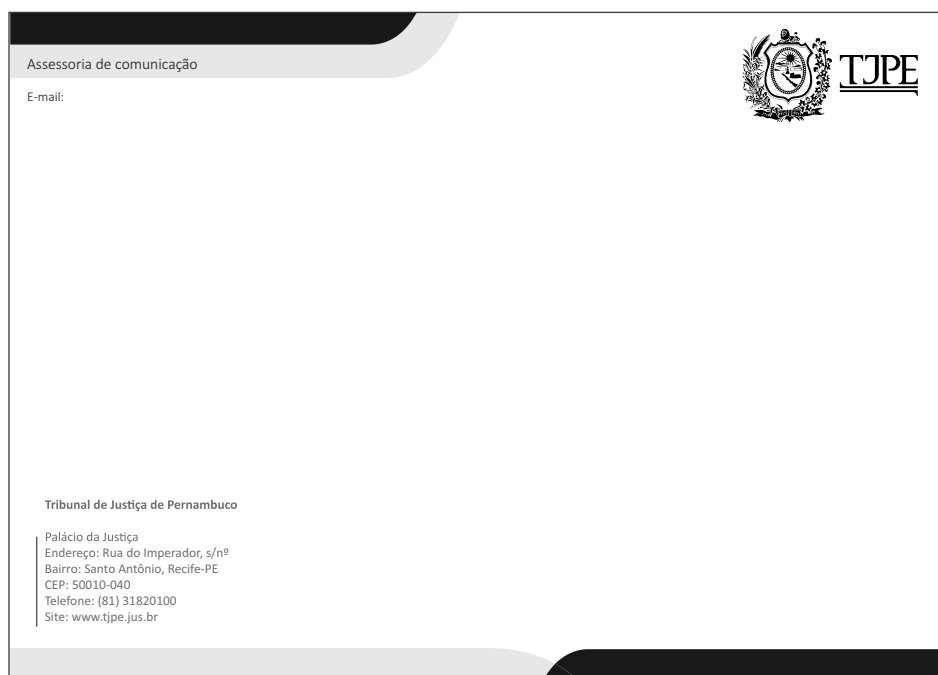 Assessoria de comunicação
E-mail:
TJPE
Tribunal de Justiça de Pernambuco
Palácio da Justiça
Endereço: Rua do Imperador, s/nº
Bairro: Santo Antônio, Recife-PE
CEP: 50010-040
Telefone: (81) 31820100
Site: www.tjpe.jus.br